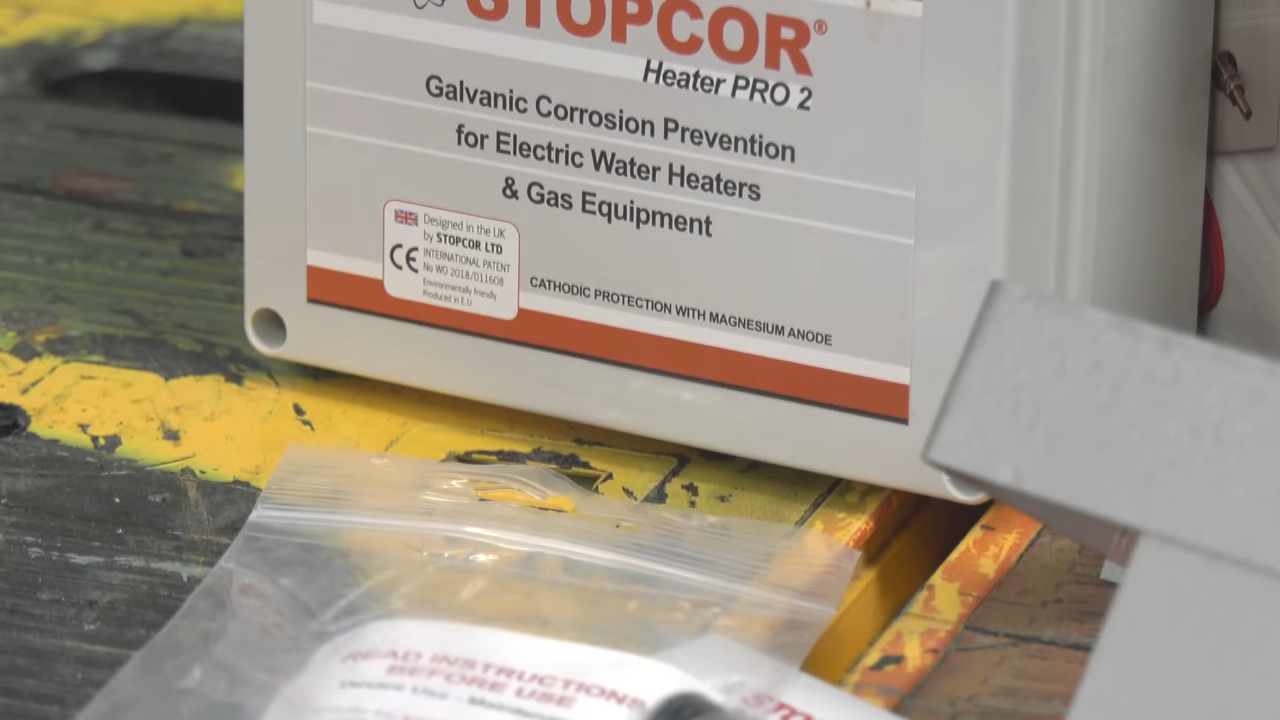 STOPCOR®
Heater PRO 2
Galvanic Corrosion Prevention
for Electric Water Heaters
& Gas Equipment
Designed in the UK
by STOPCOR LTD
CE
INTERNATIONAL PATENT
No WO 2018/011608
Environmentally friendly
Produced in E.U
CATHODIC PROTECTION WITH MAGNESIUM ANODE
READ INSTRUCTIONS
BEFORE USE